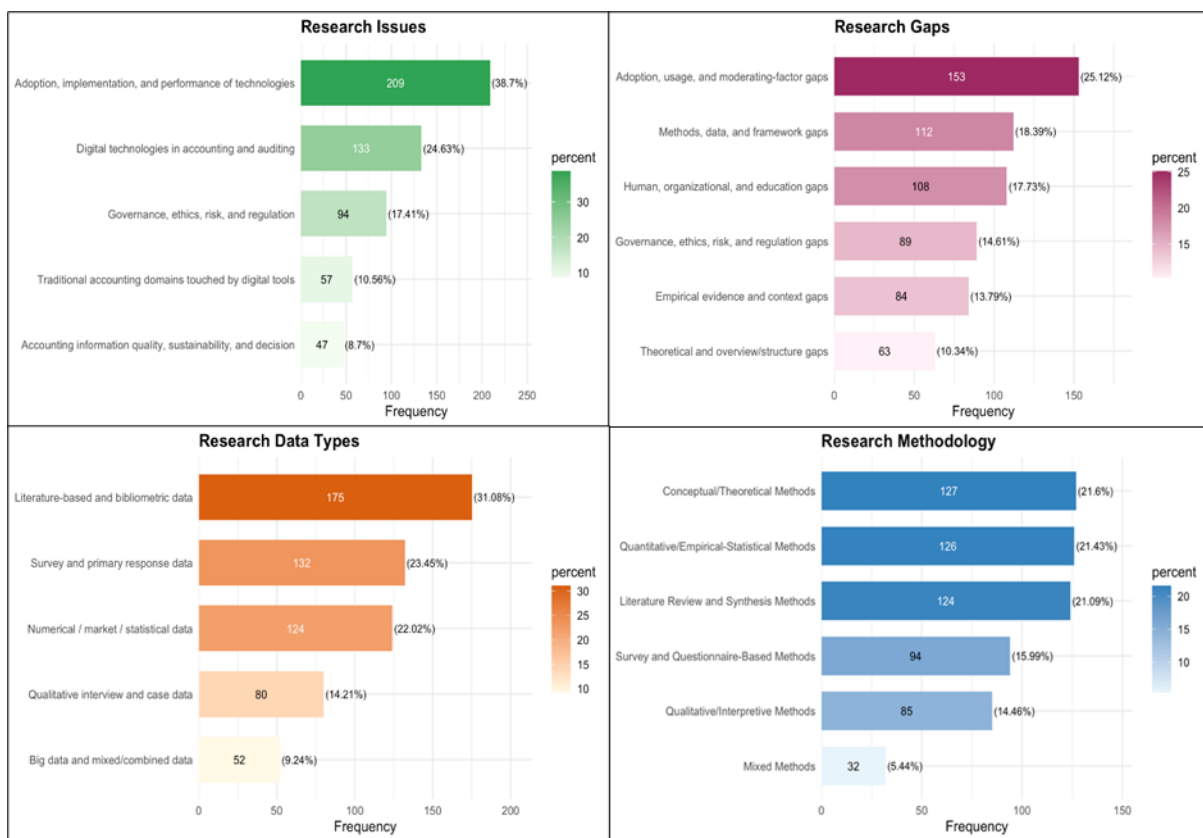 Research Issues
Adoption, implementation, and performance of technologies 209 (38.7%)
Digital technologies in accounting and auditing 133 (24.63%)
Governance, ethics, risk, and regulation 94 (17.41%)
Traditional accounting domains touched by digital tools 57 (10.56%)
Accounting information quality, sustainability, and decision 47 (8.7%)
0 50 100 150 200 250
Frequency
percent
30
20
10
Research Gaps
Adoption, usage, and moderating-factor gaps 153 (25.12%)
Methods, data, and framework gaps 112 (18.39%)
Human, organizational, and education gaps 108 (17.73%)
Governance, ethics, risk, and regulation gaps 89 (14.61%)
Empirical evidence and context gaps 84 (13.79%)
Theoretical and overview/structure gaps 63 (10.34%)
0 50 100 150
Frequency
percent
25
20
15
Research Data Types
Literature-based and bibliometric data 175 (31.08%)
Survey and primary response data 132 (23.45%)
Numerical / market / statistical data 124 (22.02%)
Qualitative interview and case data 80 (14.21%)
Big data and mixed/combined data 52 (9.24%)
0 50 100 150 200
Frequency
percent
30
25
20
15
10
Research Methodology
Conceptual/Theoretical Methods 127 (21.6%)
Quantitative/Empirical-Statistical Methods 126 (21.43%)
Literature Review and Synthesis Methods 124 (21.09%)
Survey and Questionnaire-Based Methods 94 (15.99%)
Qualitative/Interpretive Methods 85 (14.46%)
Mixed Methods 32 (5.44%)
0 50 100 150
Frequency
percent
20
15
10